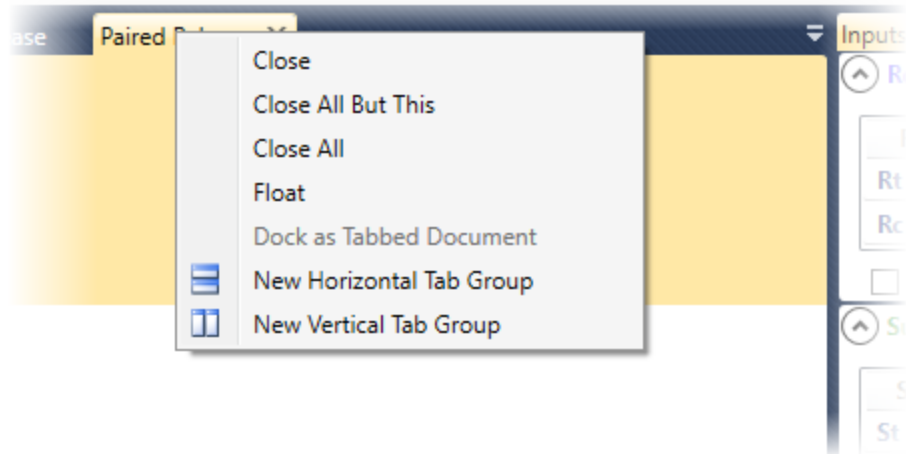 ase
Paired
Inputs
Close
Close All But This
Close All
Float
Dock as Tabbed Document
New Horizontal Tab Group
New Vertical Tab Group
Rt
Rc
St